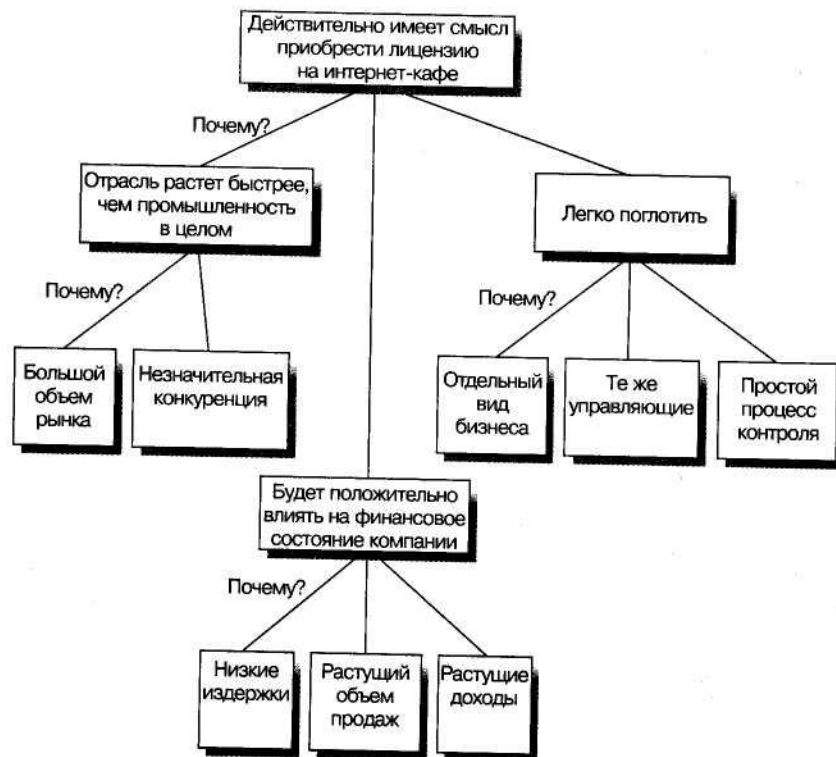 Действительно имеет смысл
приобрести лицензию
на интернет-кафе
Почему?
Отрасль растет быстрее,
чем промышленность
в целом
Легко поглотить
Почему?
Почему?
Большой
объем
рынка
Незначительная
конкуренция
Отдельный
вид
бизнеса
Те же
управляющие
Простой
процесс
контроля
Будет положительно
влиять на финансовое
состояние компании
Почему?
Низкие
издержки
Растущий
объем
продаж
Растущие
доходы